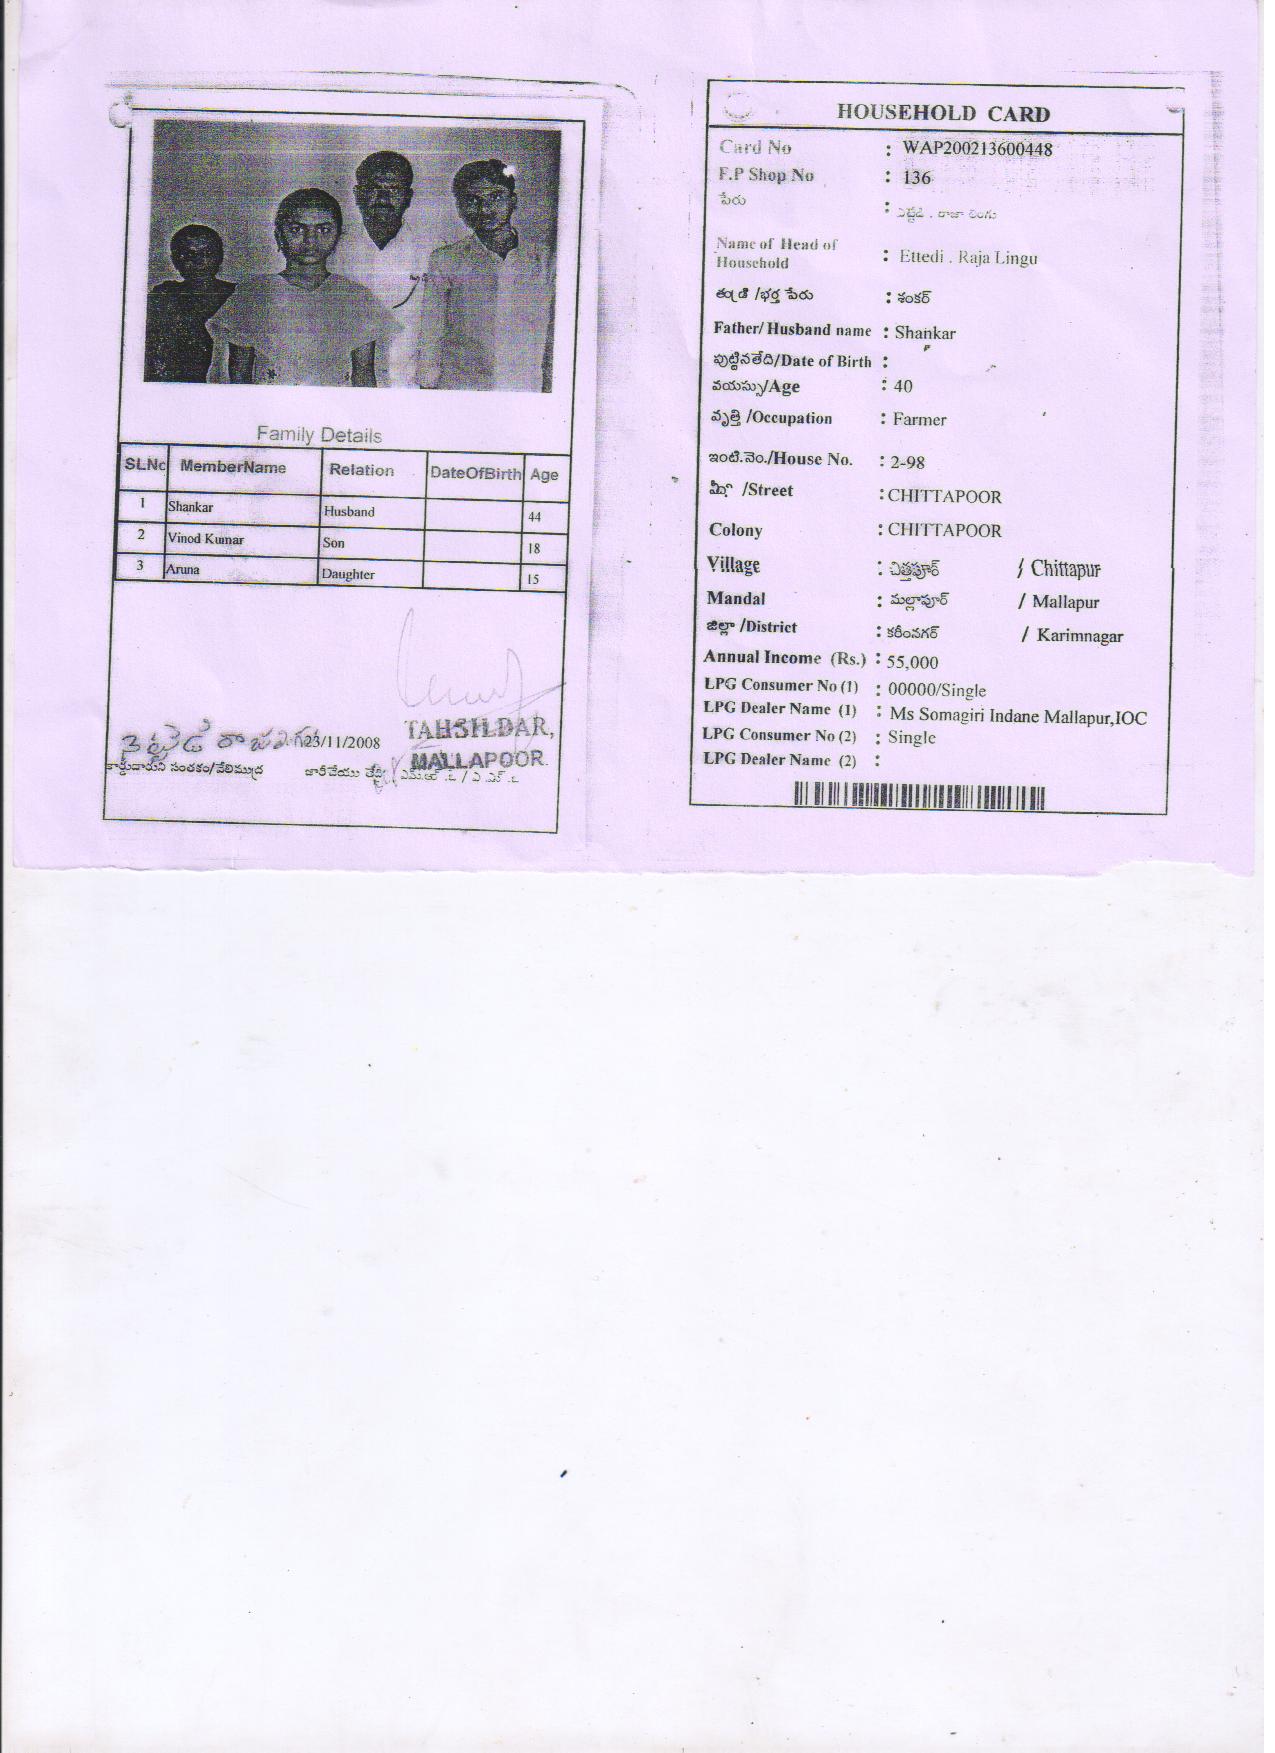 Family Details
SLNo MemberName Relation DateOfBirth Age
1 Shankar Husband 44
2 Vinod Kumar Son 18
3 Aruna Daughter 15
23/11/2008
TAHSILDAR,
MALLAPOOR.
కార్డుదారుని సంతకం/వేలిముద్ర జారీచేయు తేది
HOUSEHOLD CARD
Card No : WAP200213600448
F.P Shop No : 136
పేరు : ఎట్టెడి . రాజా లింగు
Name of Head of Household : Ettedi . Raja Lingu
తండ్రి /భర్త పేరు : శంకర్
Father/ Husband name : Shankar
పుట్టినతేది/Date of Birth :
వయస్సు/Age : 40
వృత్తి /Occupation : Farmer
ఇంటి.నెం./House No. : 2-98
వీధి /Street : CHITTAPOOR
Colony : CHITTAPOOR
Village : చిత్తపూర్ / Chittapur
Mandal : మల్లాపూర్ / Mallapur
జిల్లా /District : కరీంనగర్ / Karimnagar
Annual Income (Rs.) : 55,000
LPG Consumer No (1) : 00000/Single
LPG Dealer Name (1) : Ms Somagiri Indane Mallapur,IOC
LPG Consumer No (2) : Single
LPG Dealer Name (2) :